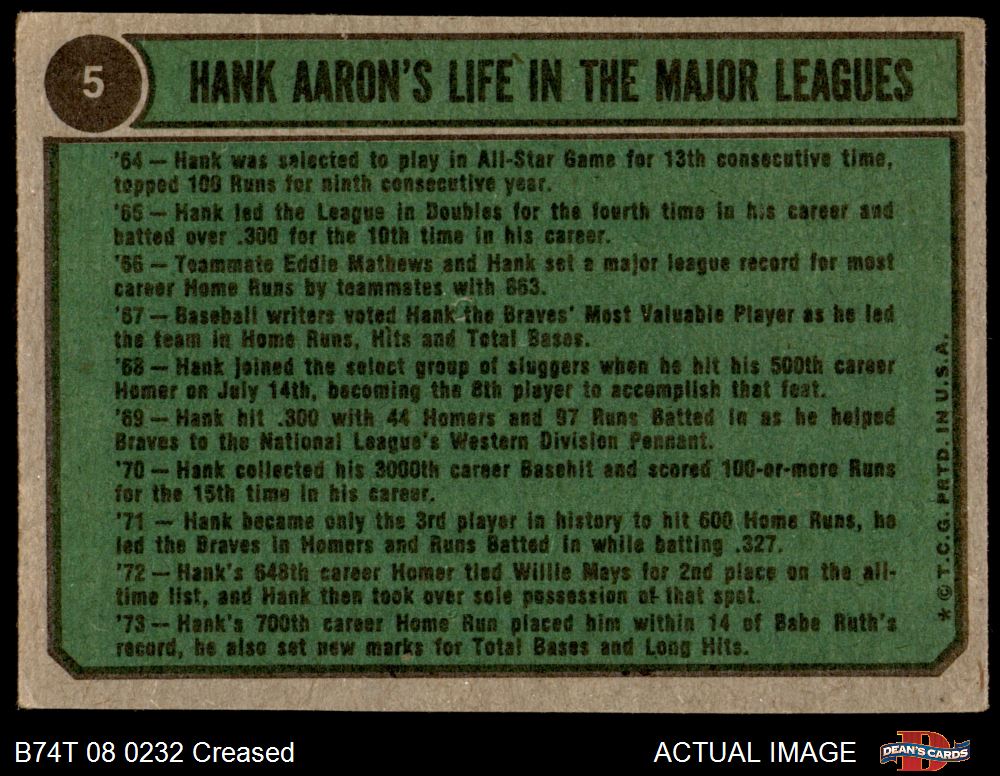 5
HANK AARON'S LIFE IN THE MAJOR LEAGUES
'64 — Hank was selected to play in All-Star Game for 13th consecutive time,
topped 100 Runs for ninth consecutive year.
'65 — Hank led the League in Doubles for the fourth time in his career and
batted over .300 for the 10th time in his career.
'66 — Teammate Eddie Mathews and Hank set a major league record for most
career Home Runs by teammates with 863.
'67 — Baseball writers voted Hank the Braves' Most Valuable Player as he led
the team in Home Runs, Hits and Total Bases.
'68 — Hank joined the select group of sluggers when he hit his 500th career
Homer on July 14th, becoming the 8th player to accomplish that feat.
'69 — Hank hit .300 with 44 Homers and 97 Runs Batted In as he helped
Braves to the National League's Western Division Pennant.
'70 — Hank collected his 3000th career Basehit and scored 100-or-more Runs
for the 15th time in his career.
'71 — Hank became only the 3rd player in history to hit 600 Home Runs, he
led the Braves in Homers and Runs Batted In while batting .327.
'72 — Hank's 648th career Homer tied Willie Mays for 2nd place on the all-
time list, and Hank then took over sole possession of that spot.
'73 — Hank's 700th career Home Run placed him within 14 of Babe Ruth's
record, he also set new marks for Total Bases and Long Hits.
* © T.C.G. PRTD. IN U.S.A.
B74T 08 0232 Creased
ACTUAL IMAGE
D
DEAN'S CARDS